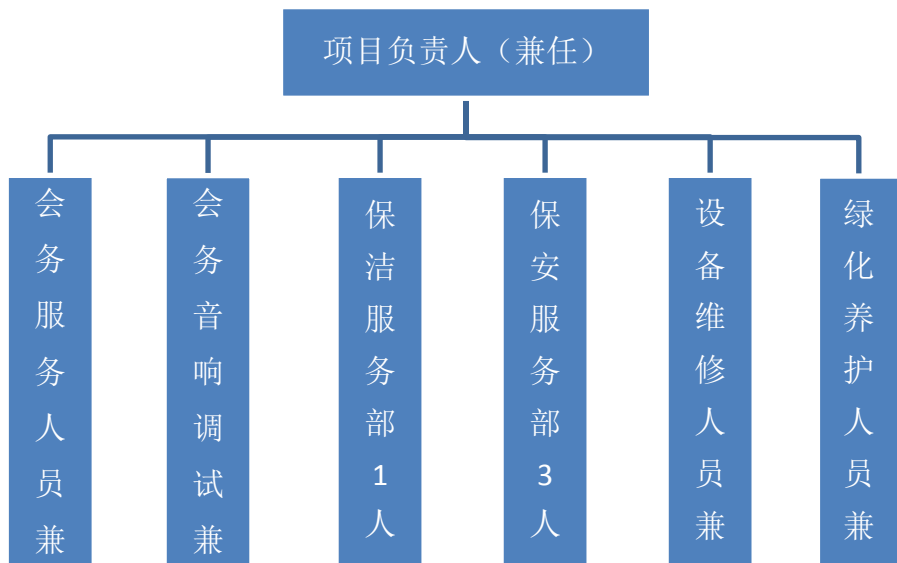 项目负责人（兼任）
会务服务人员兼
会务音响调试兼
保洁服务部1人
保安服务部3人
设备维修人员兼
绿化养护人员兼